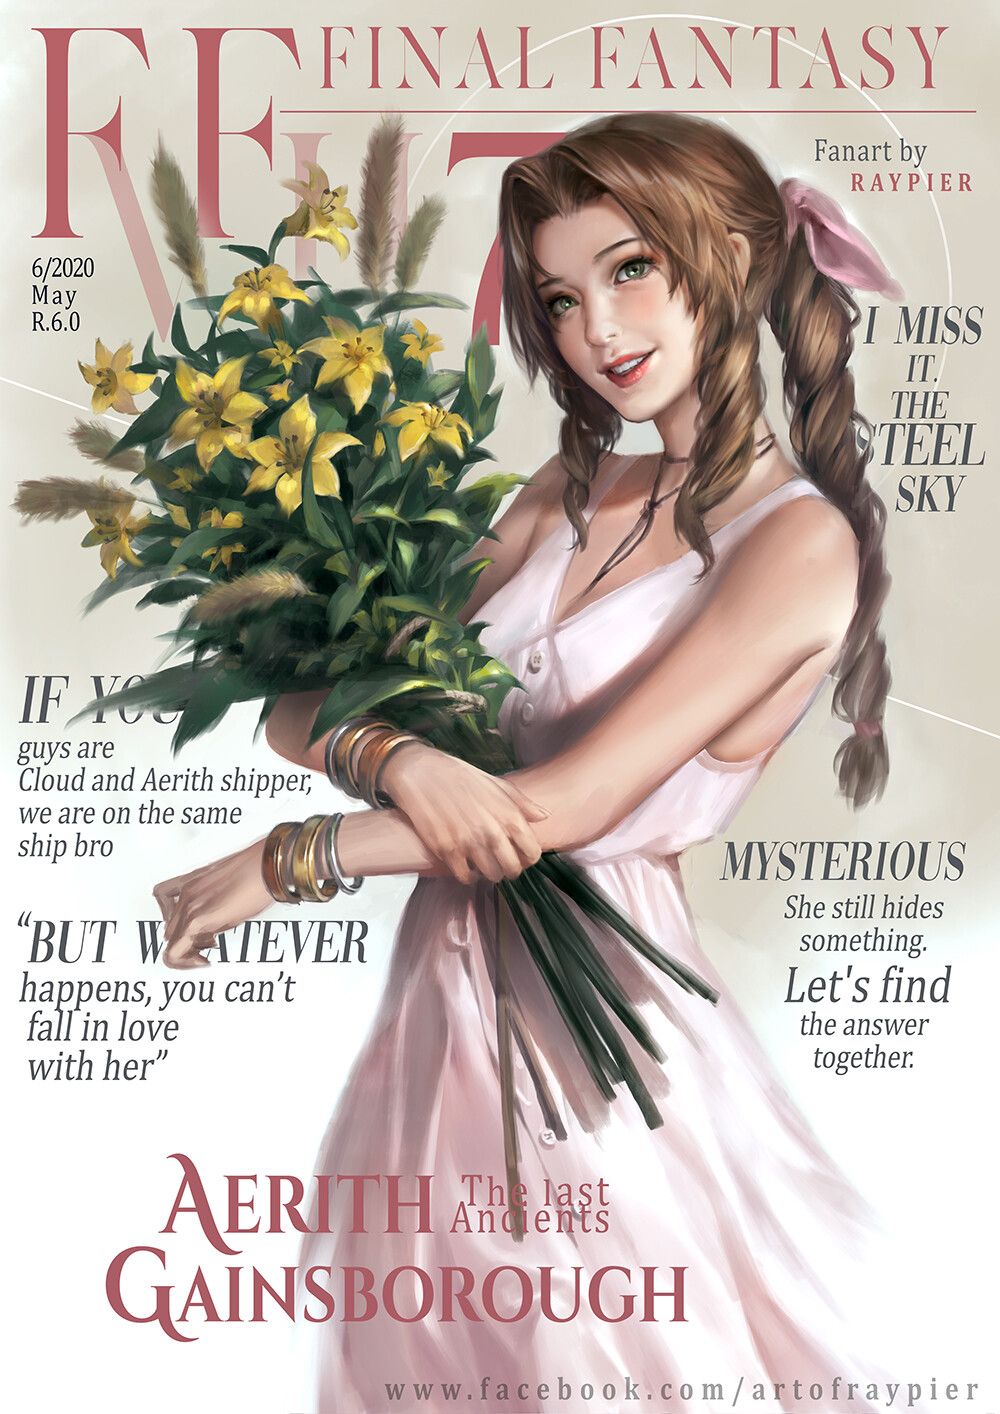 FF
FINAL FANTASY
VII 7
Fanart by
RAYPIER
6/2020
May
R.6.0
I MISS
IT.
THE
STEEL
SKY
IF YOU
guys are
Cloud and Aerith shipper,
we are on the same
ship bro
"BUT WHATEVER
happens, you can't
fall in love
with her"
MYSTERIOUS
She still hides
something.
Let's find
the answer
together.
AERITH The last
Ancients
GAINSBOROUGH
www.facebook.com/artofraypier